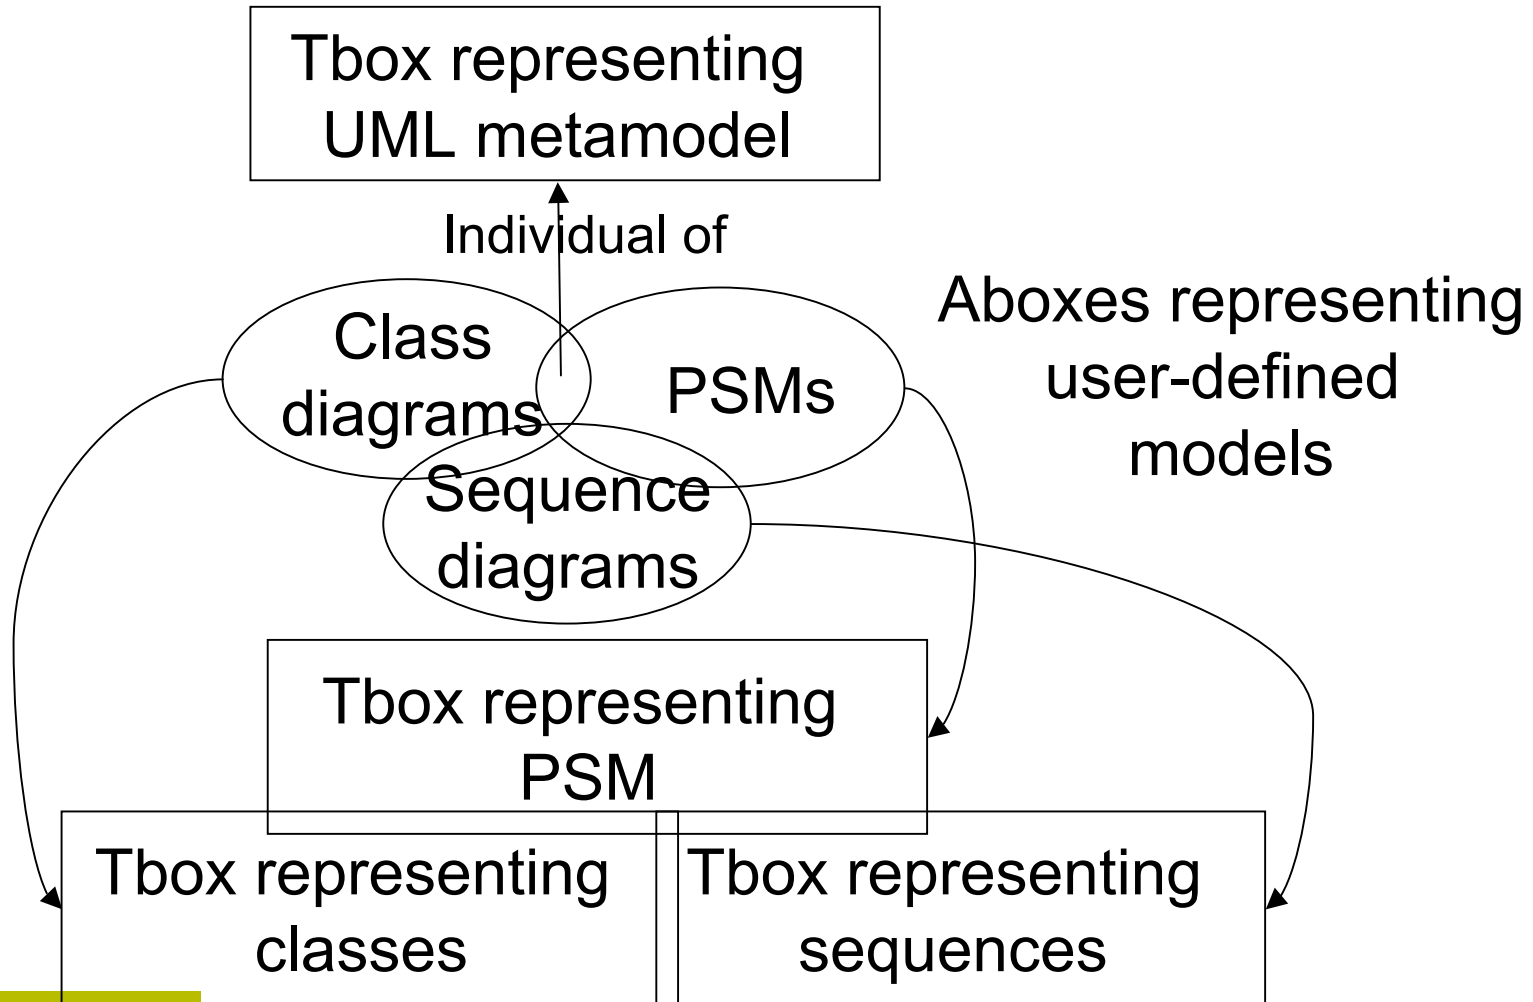 Tbox representing
UML metamodel
Individual of
Class
diagrams
PSMs
Sequence
diagrams
Aboxes representing
user-defined
models
Tbox representing
PSM
Tbox representing
classes
Tbox representing
sequences